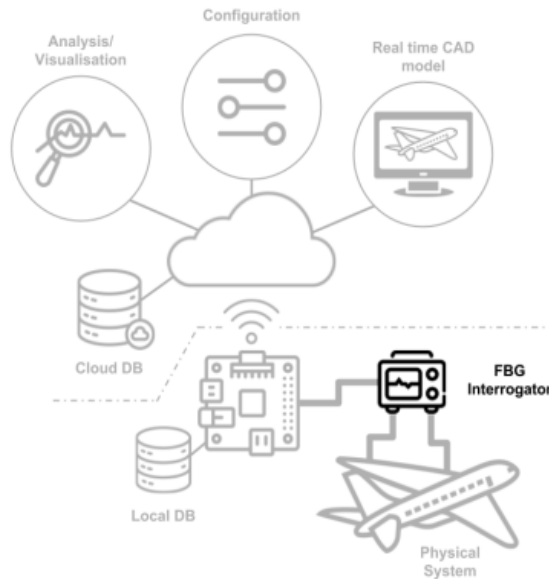 Configuration
Analysis/
Visualisation
Real time CAD
model
Cloud DB
FBG
Interrogator
Local DB
Physical
System